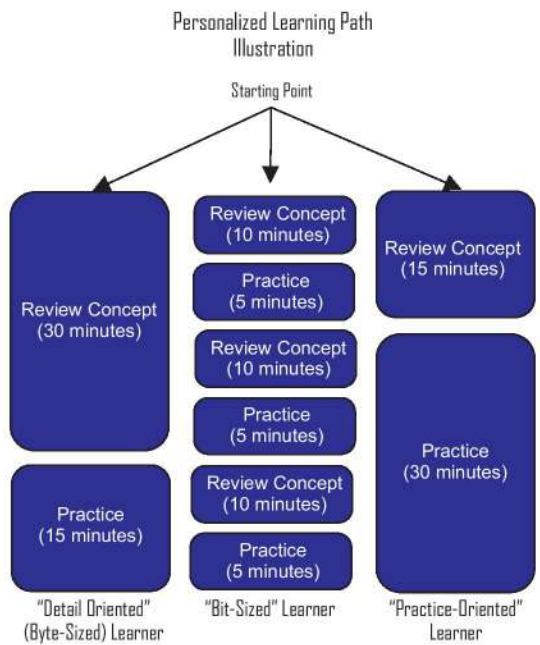 Personalized Learning Path
Illustration
Starting Point
Review Concept
(30 minutes)
Practice
(15 minutes)
"Detail Oriented"
(Byte-Sized) Learner
Review Concept
(10 minutes)
Practice
(5 minutes)
Review Concept
(10 minutes)
Practice
(5 minutes)
Review Concept
(10 minutes)
Practice
(5 minutes)
"Bit-Sized" Learner
Review Concept
(15 minutes)
Practice
(30 minutes)
"Practice-Oriented"
Learner